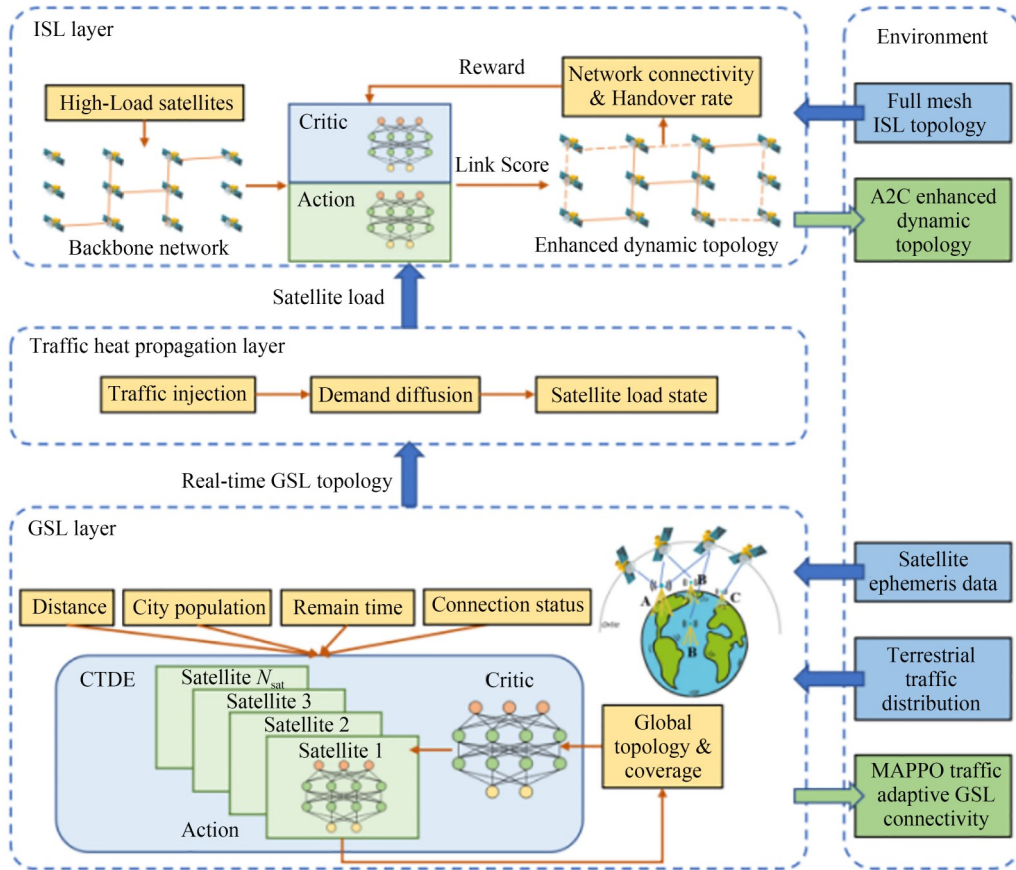 ISL layer
Environment
Reward
Network connectivity
& Handover rate
High-Load satellites
Full mesh
ISL topology
Critic
Link Score
Action
A2C enhanced
dynamic
topology
Backbone network
Enhanced dynamic topology
Satellite load
Traffic heat propagation layer
Traffic injection
Demand diffusion
Satellite load state
Real-time GSL topology
GSL layer
Satellite
ephemeris data
Distance
City population
Remain time
Connection status
Orbit
A
B
C
B
CTDE
Satellite N_sat
Satellite 3
Satellite 2
Satellite 1
Critic
Action
Global
topology &
coverage
Terrestrial
traffic
distribution
MAPPO traffic
adaptive GSL
connectivity